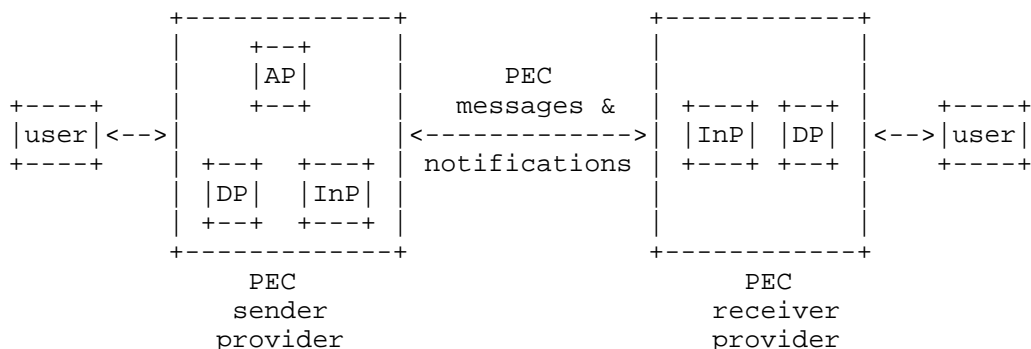 AP
PEC
messages &
user
InP
DP
user
notifications
DP
InP
PEC
PEC
sender
receiver
provider
provider